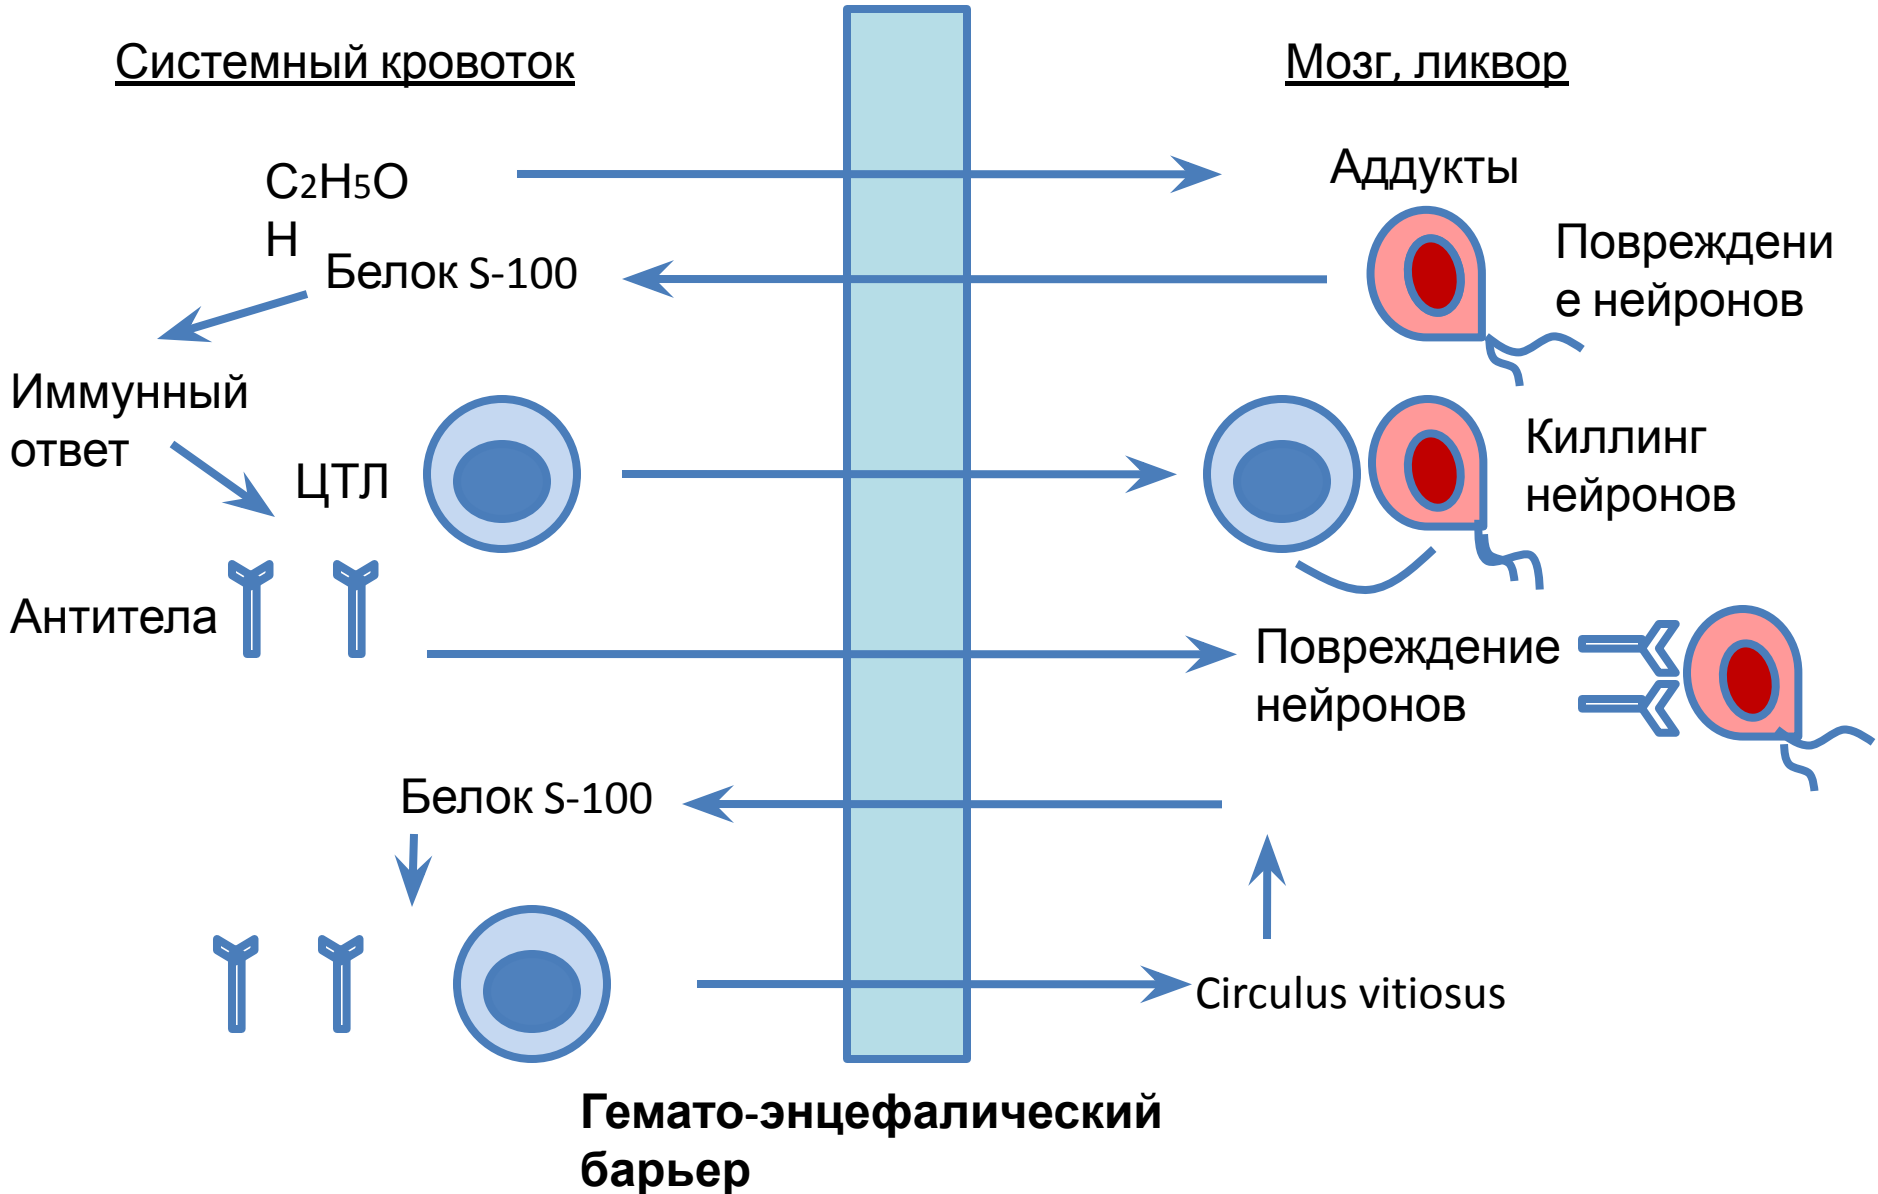 Системный кровоток
Мозг, ликвор
C2H5O
H
Аддукты
Повреждени
е нейронов
Белок S-100
Иммунный
ответ
ЦТЛ
Киллинг
нейронов
Антитела
Повреждение
нейронов
Белок S-100
Circulus vitiosus
Гемато-энцефалический
барьер